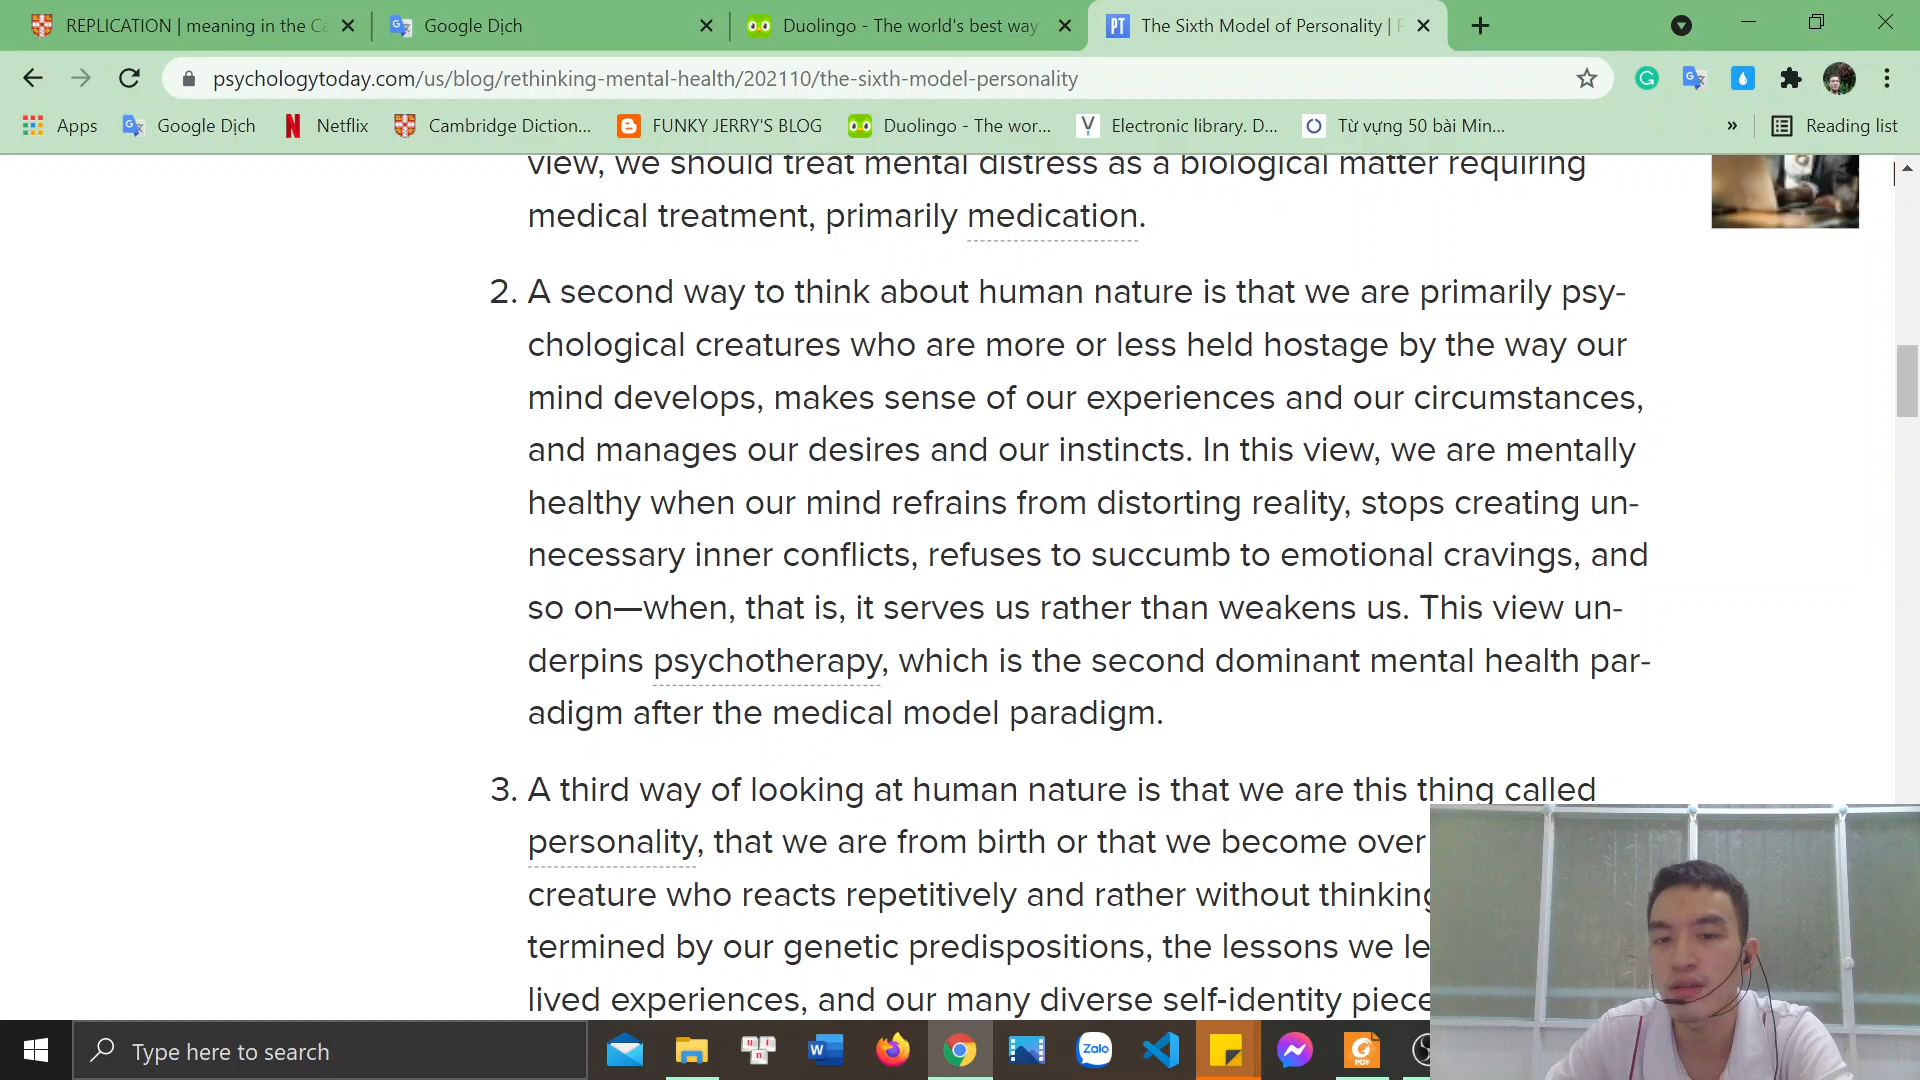 REPLICATION | meaning in the Ca
Google Dịch
Duolingo - The world's best way
The Sixth Model of Personality |
psychologytoday.com/us/blog/rethinking-mental-health/202110/the-sixth-model-personality
Apps
Google Dịch
Netflix
Cambridge Diction...
FUNKY JERRY'S BLOG
Duolingo - The wor...
Electronic library. D...
Từ vựng 50 bài Min...
»
Reading list
view, we should treat mental distress as a biological matter requiring
medical treatment, primarily medication.
2. A second way to think about human nature is that we are primarily psy-
chological creatures who are more or less held hostage by the way our
mind develops, makes sense of our experiences and our circumstances,
and manages our desires and our instincts. In this view, we are mentally
healthy when our mind refrains from distorting reality, stops creating un-
necessary inner conflicts, refuses to succumb to emotional cravings, and
so on—when, that is, it serves us rather than weakens us. This view un-
derpins psychotherapy, which is the second dominant mental health par-
adigm after the medical model paradigm.
3. A third way of looking at human nature is that we are this thing called
personality, that we are from birth or that we become over
creature who reacts repetitively and rather without thinking
termined by our genetic predispositions, the lessons we le
lived experiences, and our many diverse self-identity piece
Type here to search